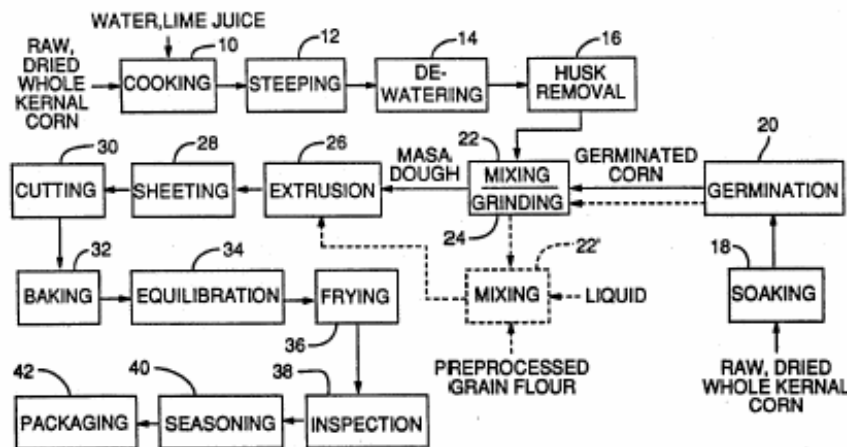 WATER,LIME JUICE
RAW,
DRIED
WHOLE
KERNAL
CORN
10
COOKING
12
STEEPING
14
DE-
WATERING
16
HUSK
REMOVAL
30
CUTTING
28
SHEETING
26
EXTRUSION
MASA
DOUGH
22
MIXING
GRINDING
24
GERMINATED
CORN
20
GERMINATION
32
BAKING
34
EQUILIBRATION
FRYING
36
22'
MIXING
LIQUID
18
SOAKING
PREPROCESSED
GRAIN FLOUR
RAW, DRIED
WHOLE KERNAL
CORN
42
PACKAGING
40
SEASONING
38
INSPECTION